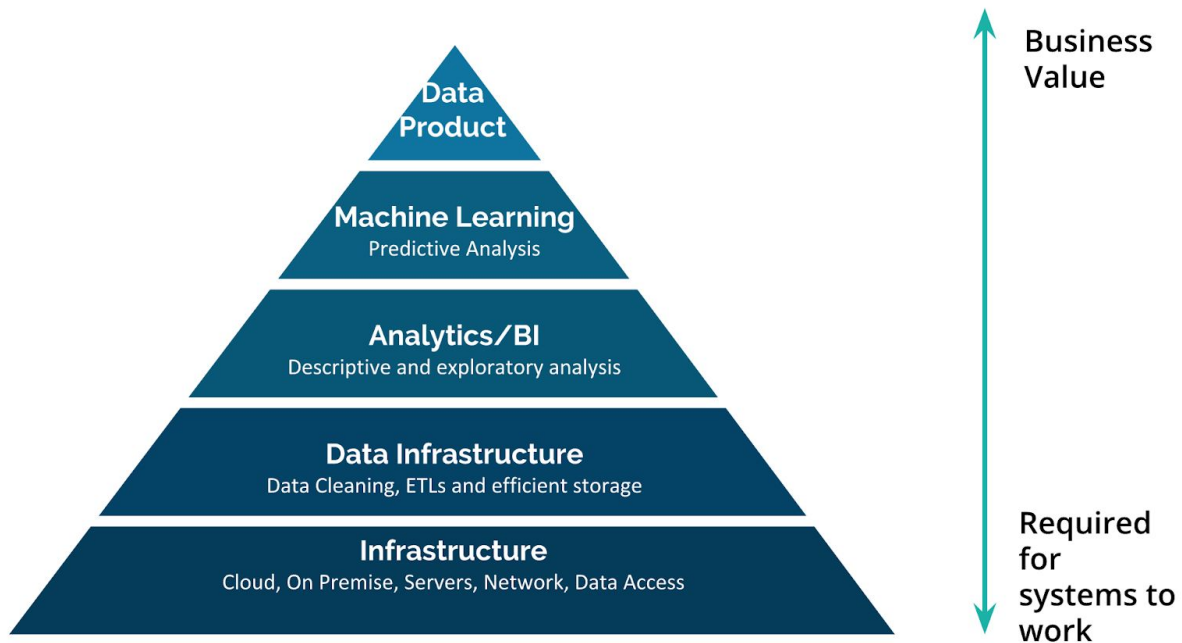 Data
Product
Machine Learning
Predictive Analysis
Analytics/BI
Descriptive and exploratory analysis
Data Infrastructure
Data Cleaning, ETLs and efficient storage
Infrastructure
Cloud, On Premise, Servers, Network, Data Access
Business
Value
Required
for
systems to
work